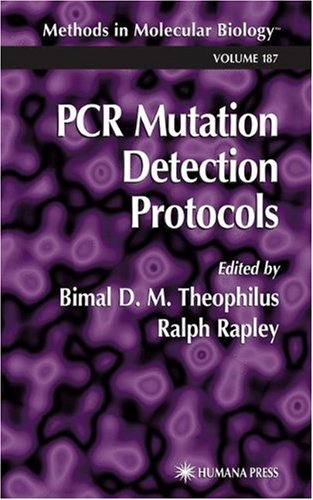 Methods in Molecular Biology™
VOLUME 187
PCR Mutation
Detection
Protocols
Edited by
Bimal D. M. Theophilus
Ralph Rapley
HUMANA PRESS